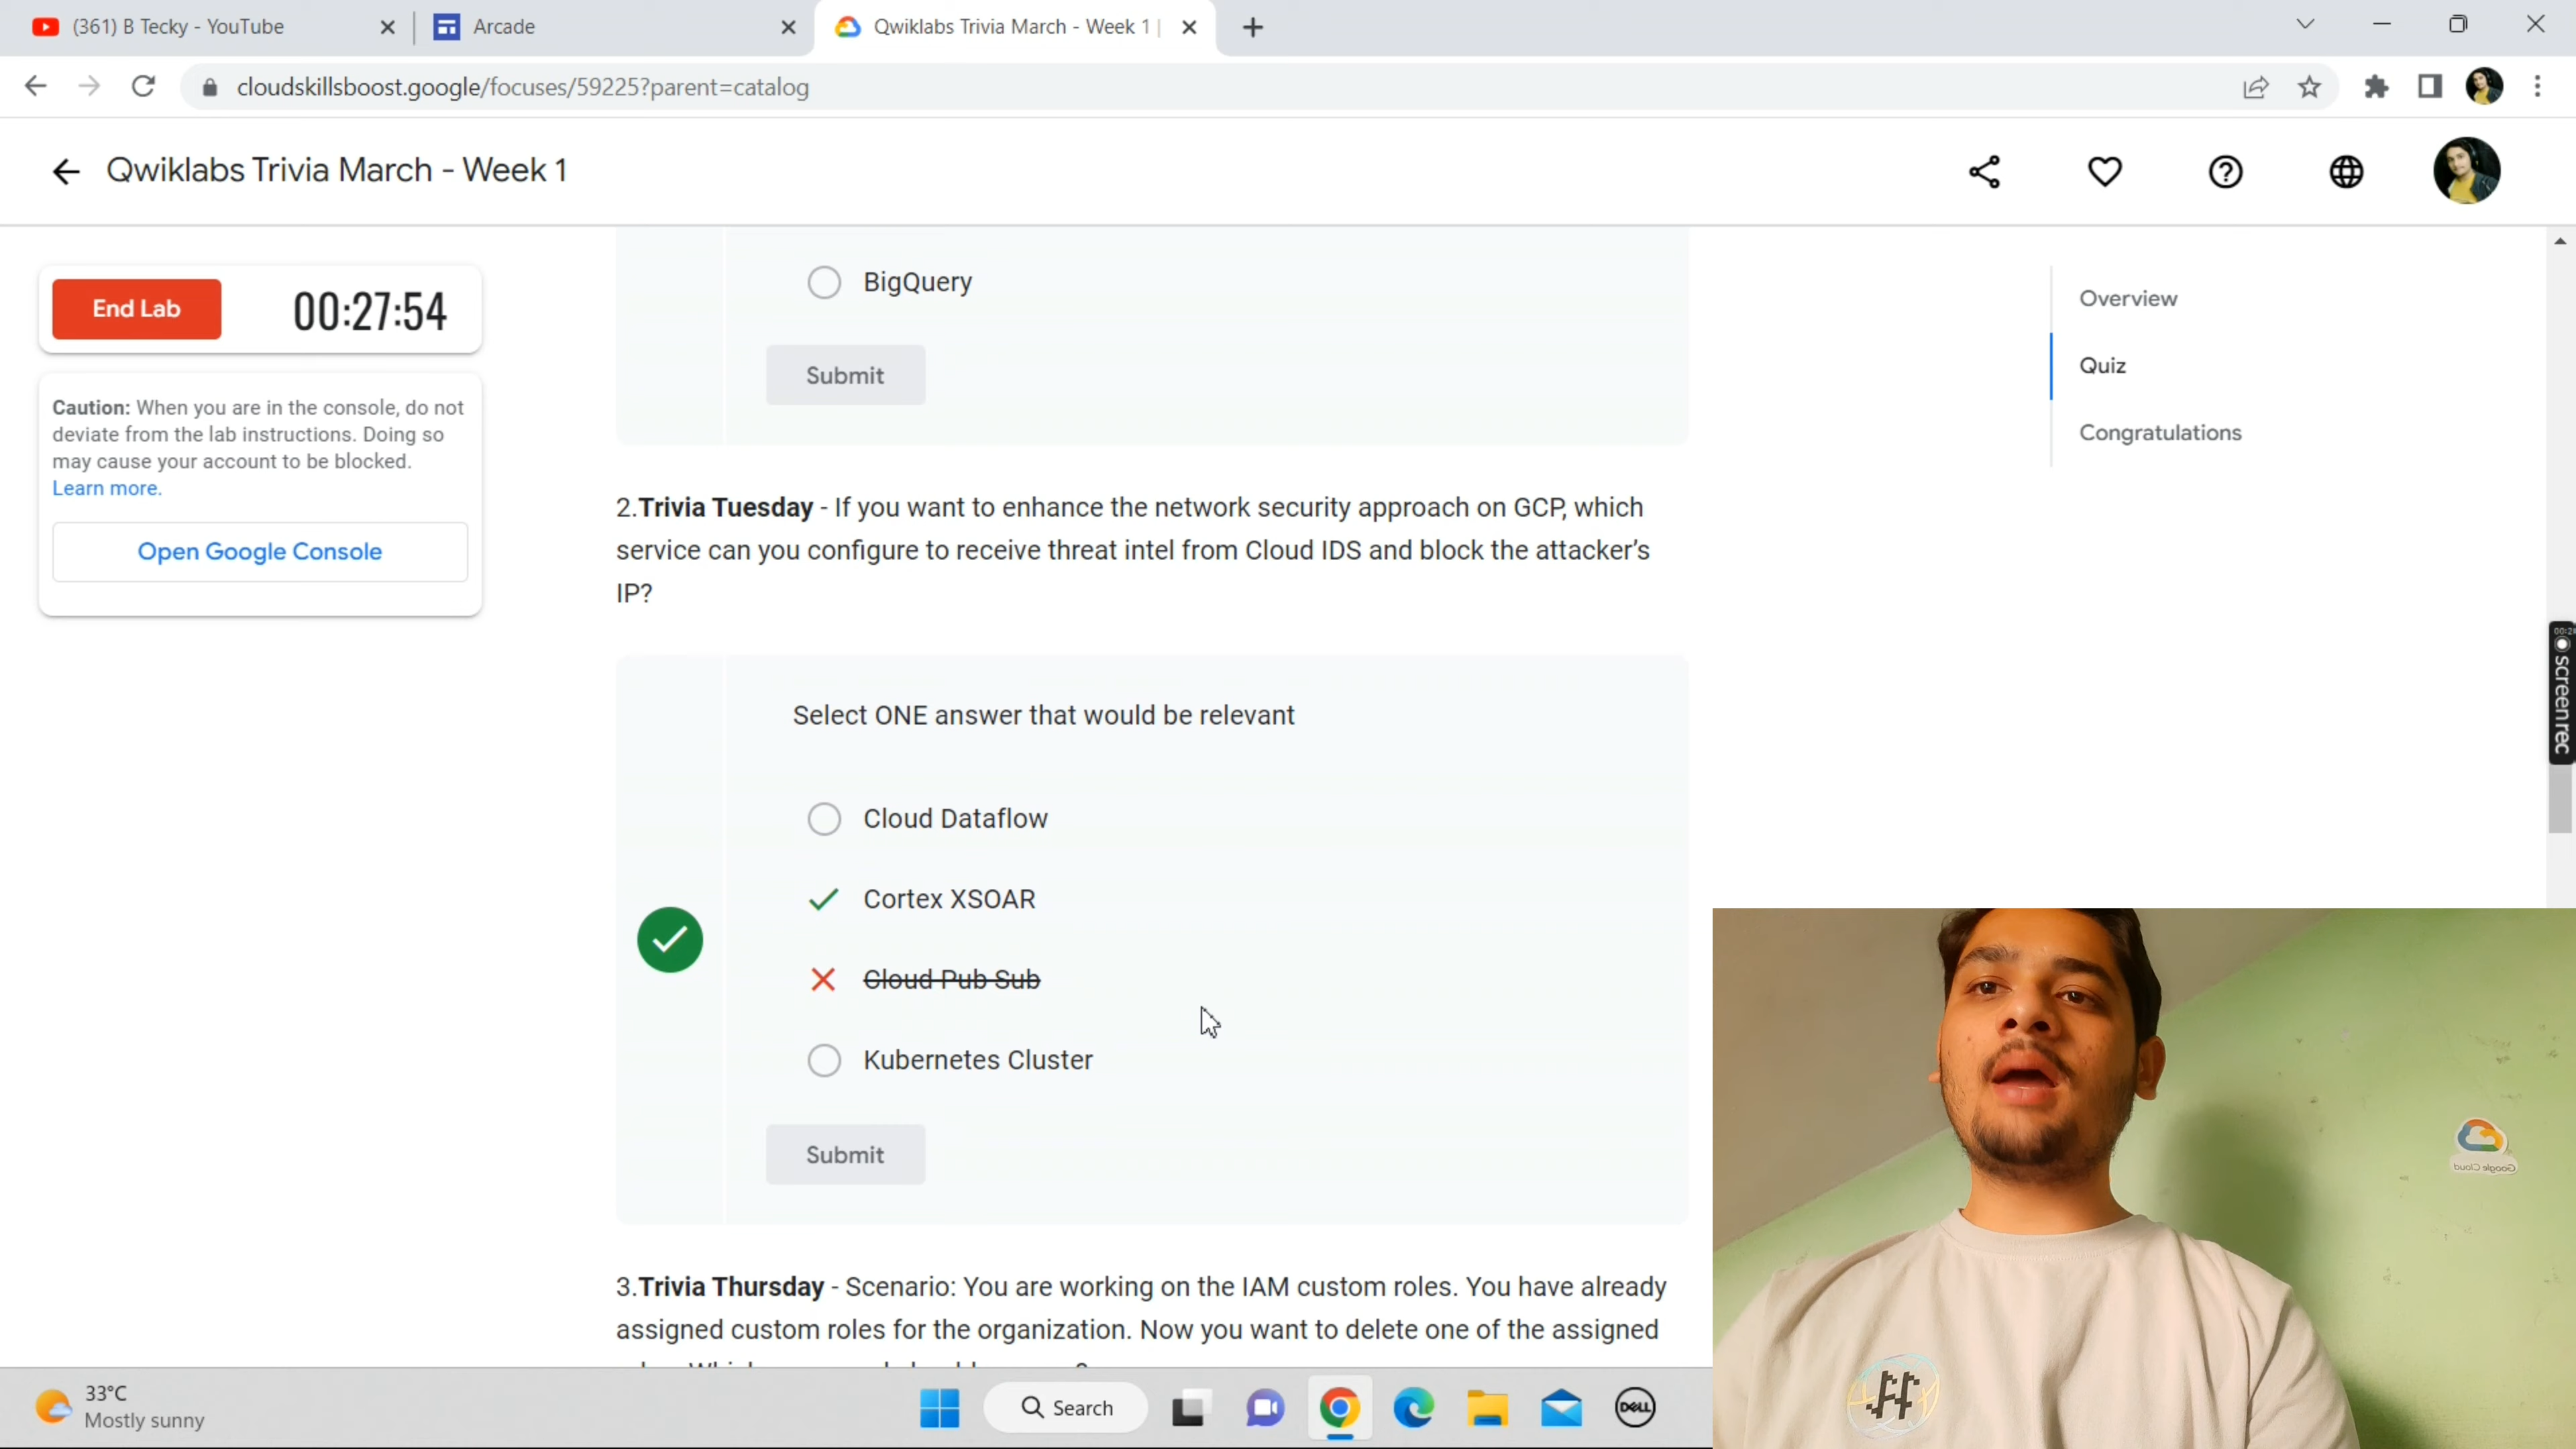 (361) B Tecky - YouTube
Arcade
Qwiklabs Trivia March - Week 1 |
cloudskillsboost.google/focuses/59225?parent=catalog
Qwiklabs Trivia March - Week 1
End Lab
00:27:54
Caution: When you are in the console, do not
deviate from the lab instructions. Doing so
may cause your account to be blocked.
Learn more.
Open Google Console
BigQuery
Submit
Overview
Quiz
Congratulations
2.Trivia Tuesday - If you want to enhance the network security approach on GCP, which
service can you configure to receive threat intel from Cloud IDS and block the attacker's
IP?
Select ONE answer that would be relevant
Cloud Dataflow
Cortex XSOAR
Cloud Pub Sub
Kubernetes Cluster
Submit
3.Trivia Thursday - Scenario: You are working on the IAM custom roles. You have already
assigned custom roles for the organization. Now you want to delete one of the assigned
screen rec
Google Cloud
33°C
Mostly sunny
Search
DELL